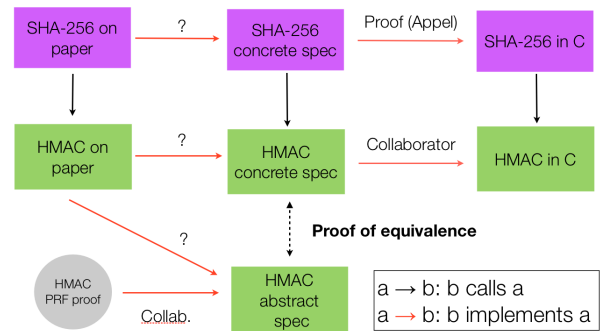 SHA-256 on
paper
?
SHA-256
concrete spec
Proof (Appel)
SHA-256 in C
HMAC on
paper
?
HMAC
concrete spec
Collaborator
HMAC in C
?
Proof of equivalence
HMAC
PRF proof
Collab.
HMAC
abstract
spec
a → b: b calls a
a → b: b implements a